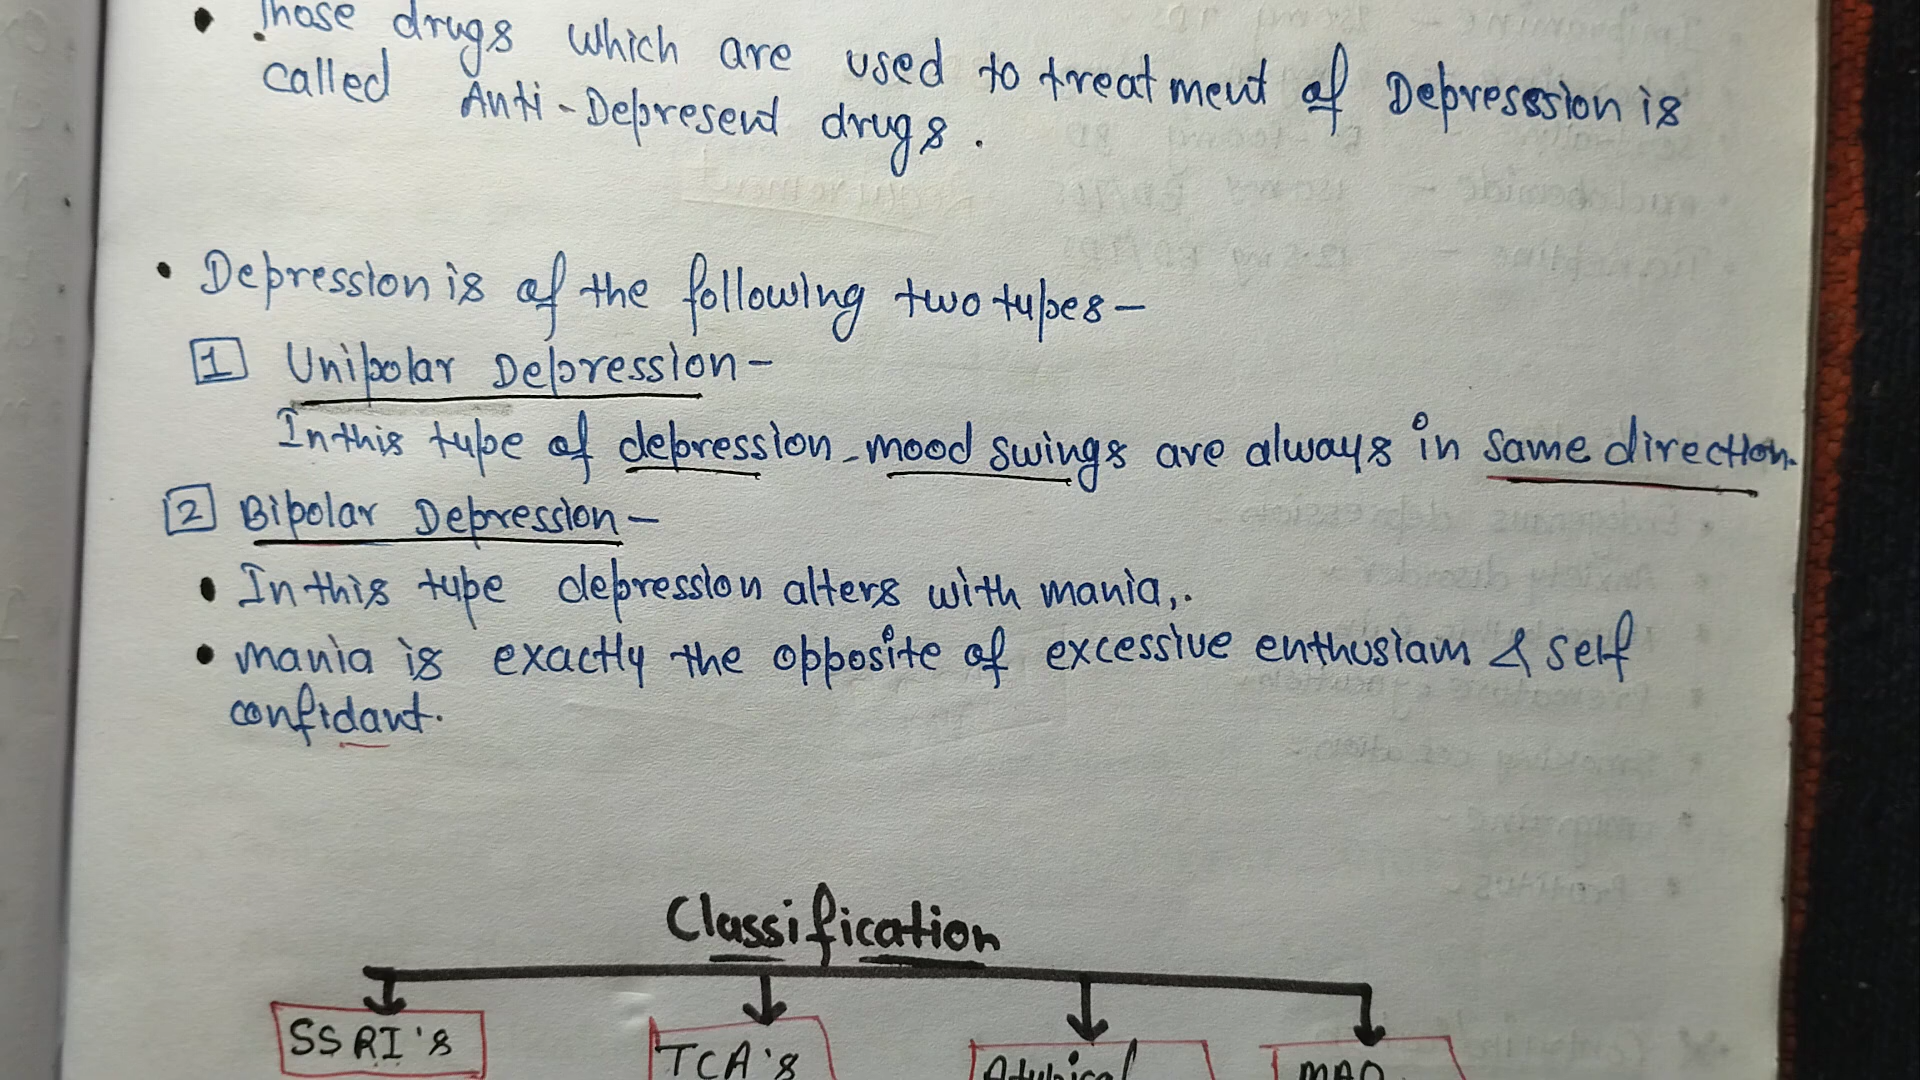 • Those drugs which are used to treatment of Depresssion is
called Anti-Depresent drugs.
• Depression is of the following two types-
1 Unipolar Depression-
In this type of depression mood swings are always in same direction.
2 Bipolar Depression-
• In this type depression alters with mania,.
• mania is exactly the opposite of excessive enthusiam & self
confidant.
Classification
SSRI's TCA's Atypical MAO